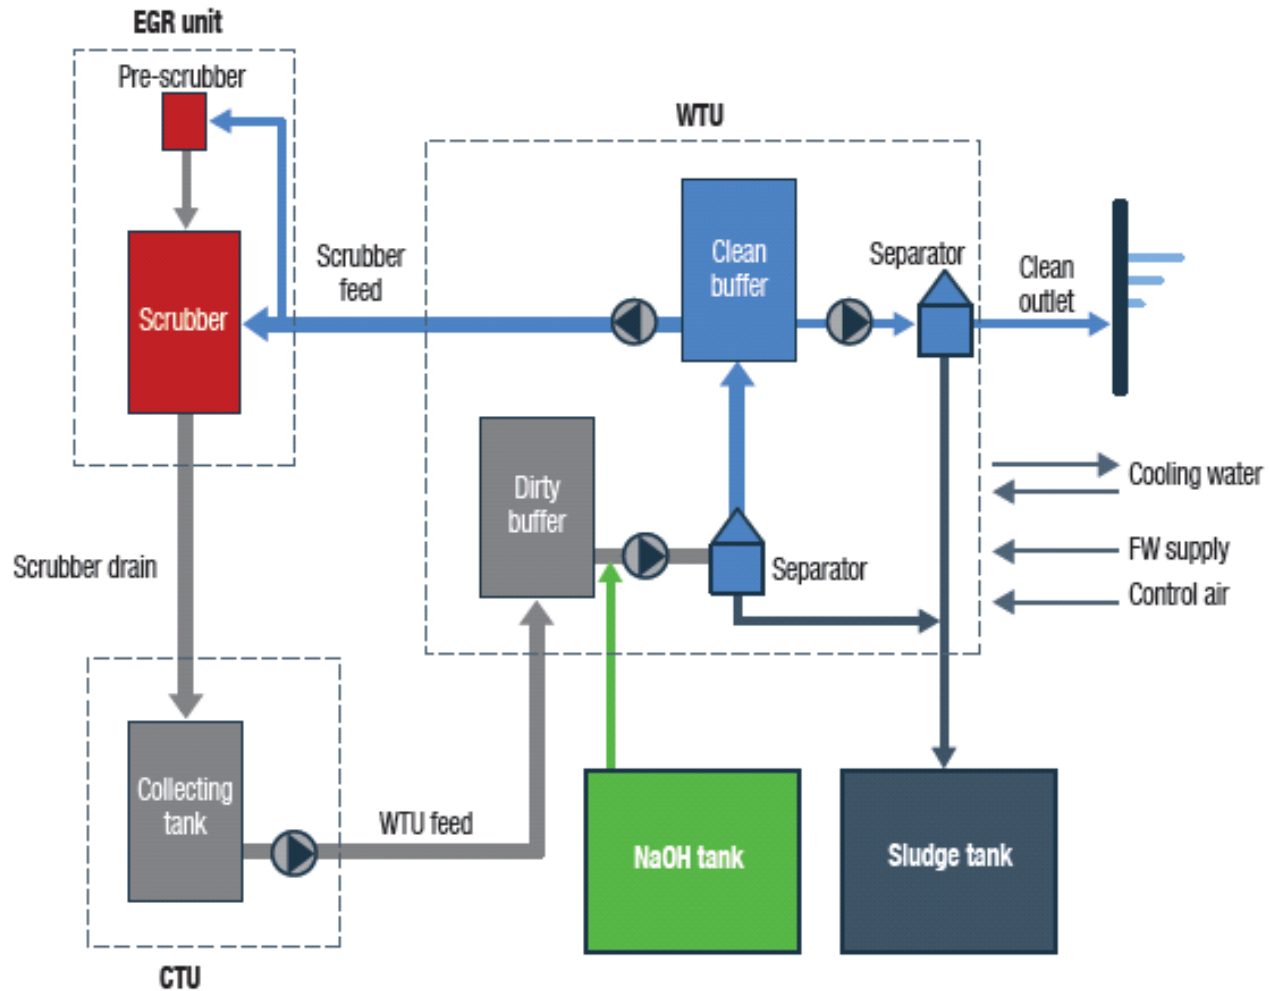 EGR unit
Pre-scrubber
WTU
Scrubber
feed
Clean
buffer
Separator
Clean
outlet
Scrubber
Dirty
buffer
Cooling water
FW supply
Control air
Separator
Scrubber drain
Collecting
tank
WTU feed
NaOH tank
Sludge tank
CTU